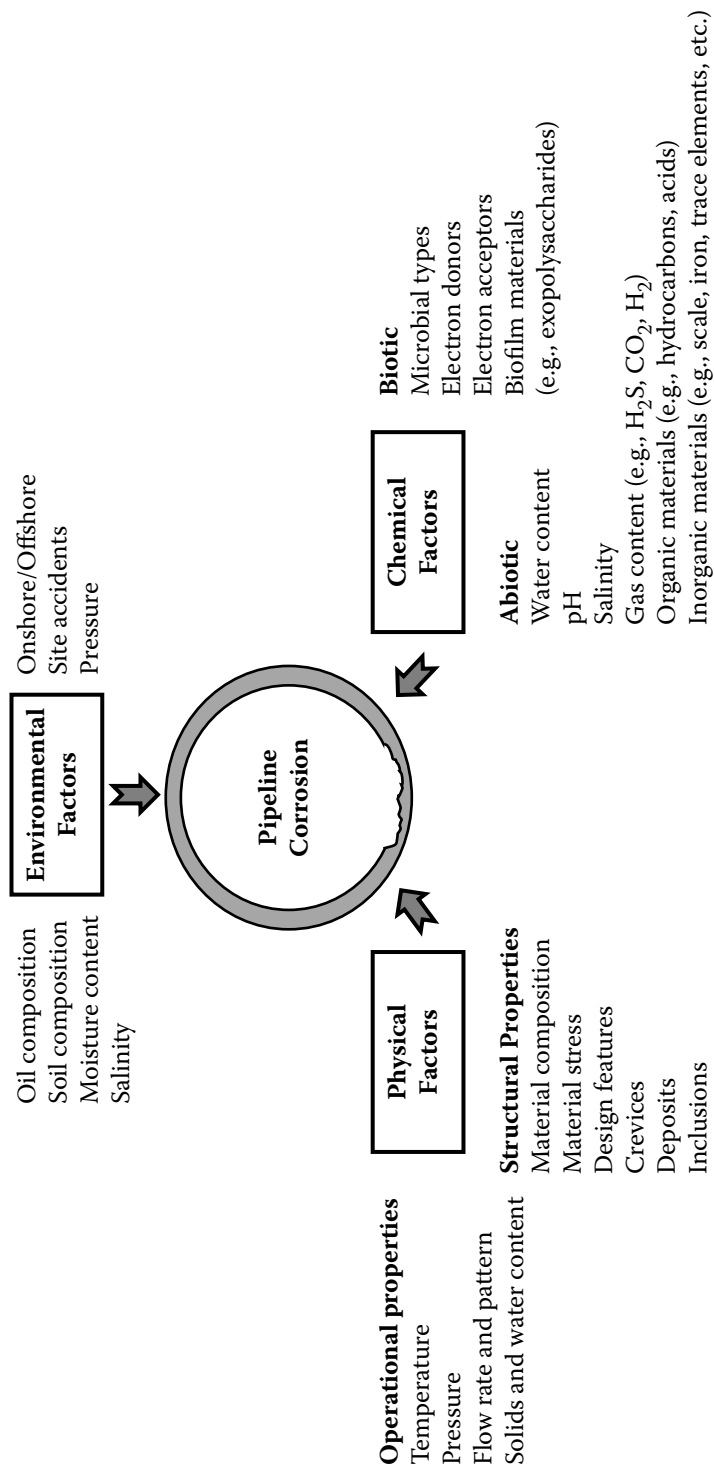 Oil composition
Soil composition
Moisture content
Salinity
Environmental
Factors
Onshore/Offshore
Site accidents
Pressure
Pipeline
Corrosion
Physical
Factors
Operational properties
Temperature
Pressure
Flow rate and pattern
Solids and water content
Structural Properties
Material composition
Material stress
Design features
Crevices
Deposits
Inclusions
Chemical
Factors
Biotic
Microbial types
Electron donors
Electron acceptors
Biofilm materials
(e.g., exopolysaccharides)
Abiotic
Water content
pH
Salinity
Gas content (e.g., H₂S, CO₂, H₂)
Organic materials (e.g., hydrocarbons, acids)
Inorganic materials (e.g., scale, iron, trace elements, etc.)